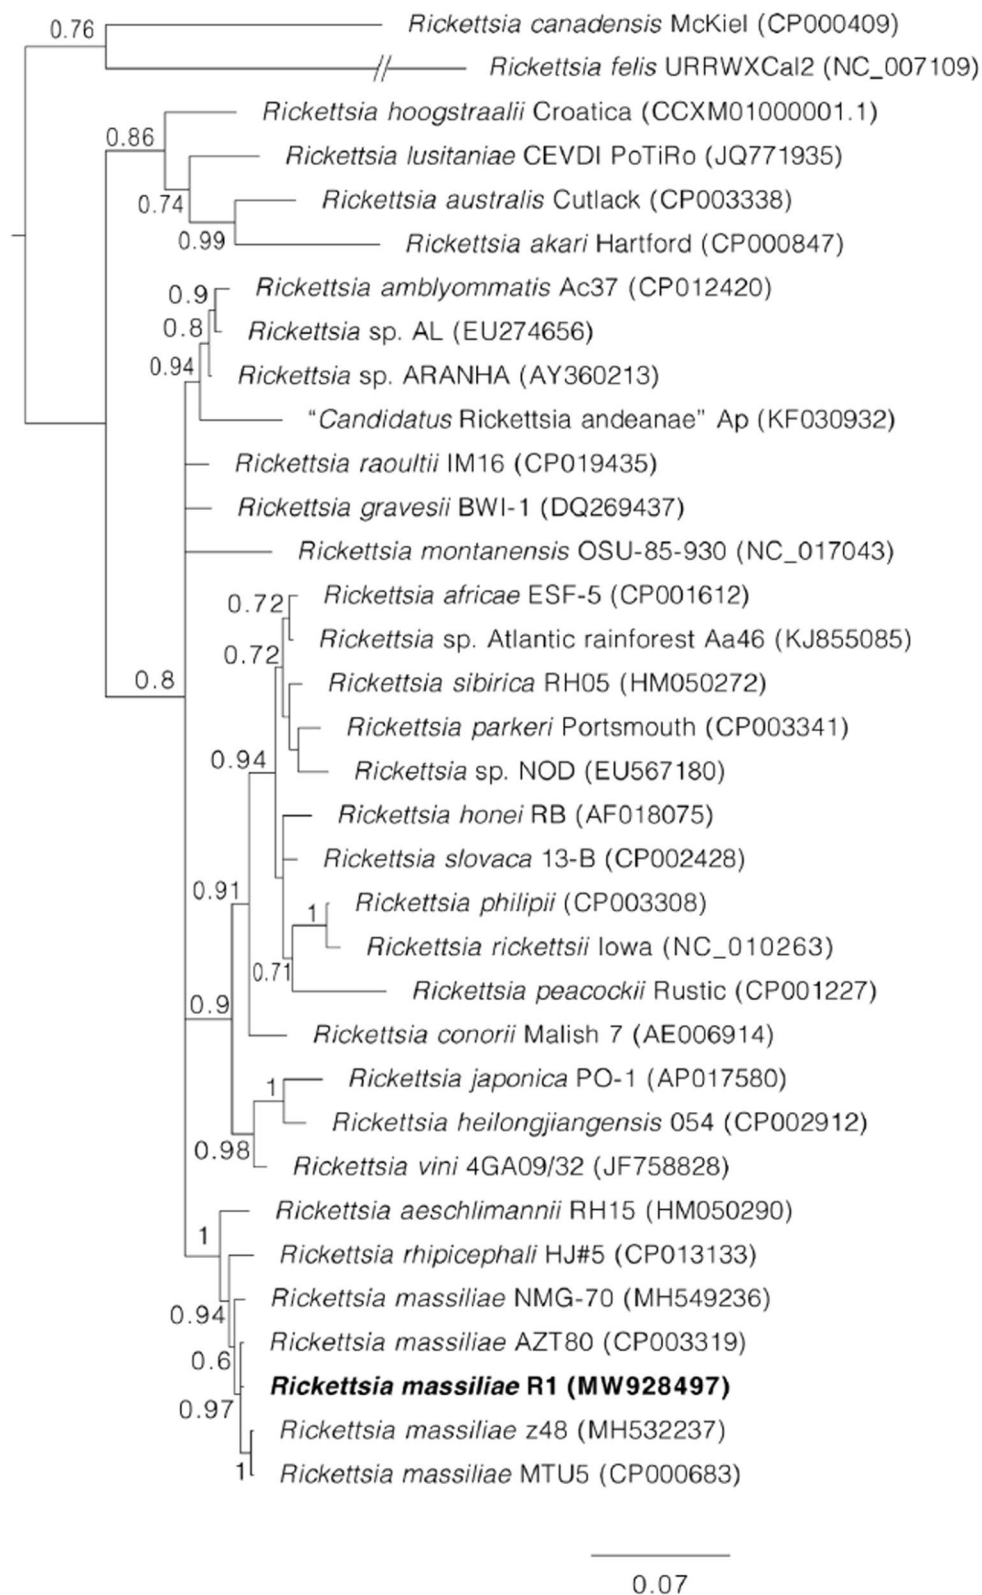 0.76
Rickettsia canadensis McKiel (CP000409)
Rickettsia felis URRWXCal2 (NC_007109)
Rickettsia hoogstraalii Croatica (CCXM01000001.1)
0.86
Rickettsia lusitaniae CEVDI PoTiRo (JQ771935)
0.74
Rickettsia australis Cutlack (CP003338)
0.99
Rickettsia akari Hartford (CP000847)
0.9
Rickettsia amblyommatis Ac37 (CP012420)
0.8
Rickettsia sp. AL (EU274656)
0.94
Rickettsia sp. ARANHA (AY360213)
“Candidatus Rickettsia andeanae” Ap (KF030932)
Rickettsia raoultii IM16 (CP019435)
Rickettsia gravesii BWI-1 (DQ269437)
Rickettsia montanensis OSU-85-930 (NC_017043)
0.72
Rickettsia africae ESF-5 (CP001612)
Rickettsia sp. Atlantic rainforest Aa46 (KJ855085)
0.72
0.8
Rickettsia sibirica RH05 (HM050272)
Rickettsia parkeri Portsmouth (CP003341)
0.94
Rickettsia sp. NOD (EU567180)
Rickettsia honei RB (AF018075)
Rickettsia slovaca 13-B (CP002428)
0.91
1
Rickettsia philipii (CP003308)
Rickettsia rickettsii Iowa (NC_010263)
0.71
Rickettsia peacockii Rustic (CP001227)
0.9
Rickettsia conorii Malish 7 (AE006914)
1
Rickettsia japonica PO-1 (AP017580)
Rickettsia heilongjiangensis 054 (CP002912)
0.98
Rickettsia vini 4GA09/32 (JF758828)
Rickettsia aeschlimannii RH15 (HM050290)
1
Rickettsia rhipicephali HJ#5 (CP013133)
Rickettsia massiliae NMG-70 (MH549236)
0.94
Rickettsia massiliae AZT80 (CP003319)
0.6
Rickettsia massiliae R1 (MW928497)
0.97
Rickettsia massiliae z48 (MH532237)
1
Rickettsia massiliae MTU5 (CP000683)
0.07